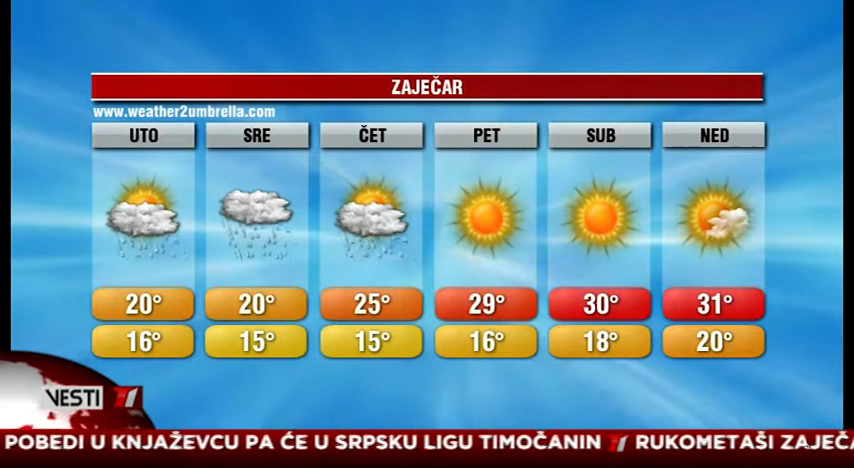 ZAJEČAR
www.weather2umbrella.com
UTO SRE ČET PET SUB NED
20° 20° 25° 29° 30° 31°
16° 15° 15° 16° 18° 20°
VESTI
POBEDI U KNJAŽEVCU PA ĆE U SRPSKU LIGU TIMOČANIN RUKOMETAŠI ZAJEČA